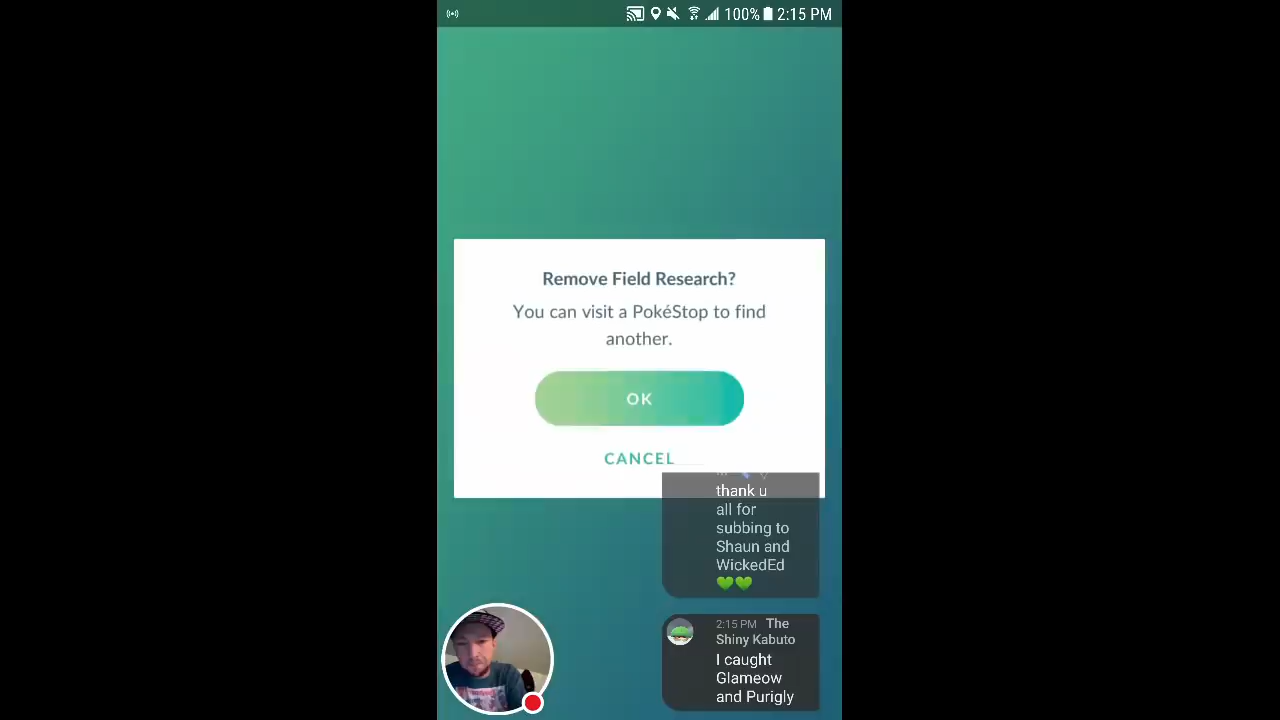 100% 2:15 PM
Remove Field Research?
You can visit a PokéStop to find
another.
OK
CANCEL
thank u
all for
subbing to
Shaun and
WickedEd
💚💚
2:15 PM The
Shiny Kabuto
I caught
Glameow
and Purigly